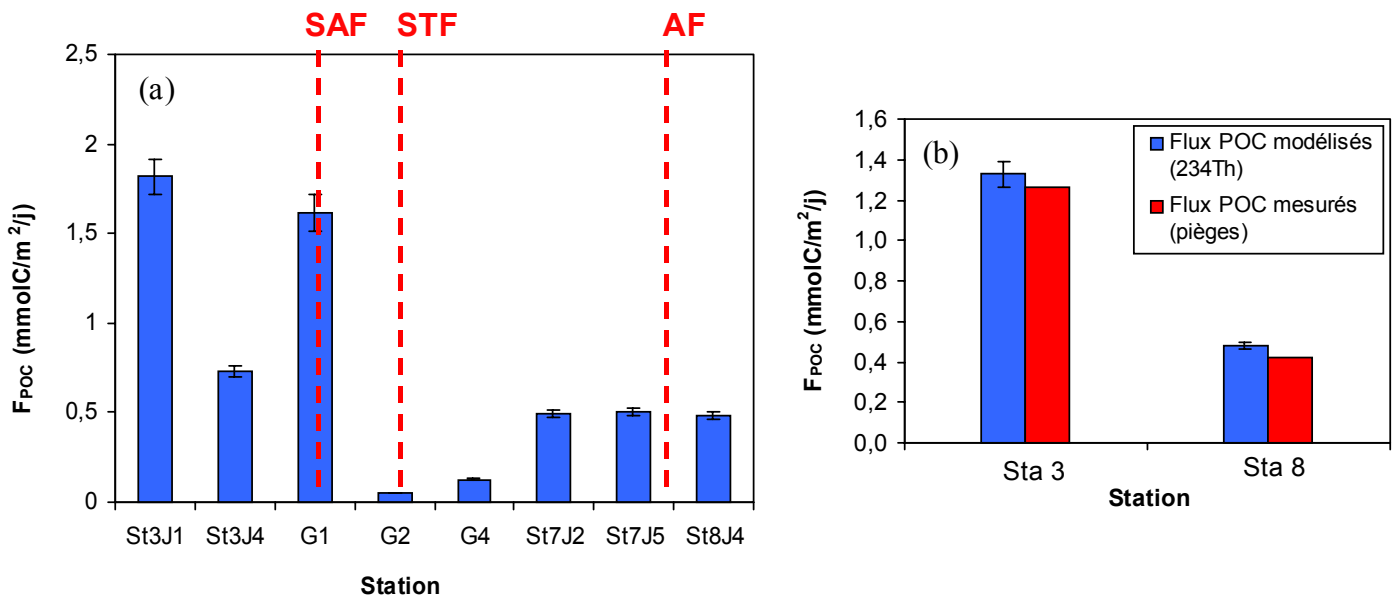 SAF STF AF
(a)
2,5
2
1,5
1
0,5
0
F_POC (mmolC/m²/j)
St3J1 St3J4 G1 G2 G4 St7J2 St7J5 St8J4
Station
(b)
1,6
1,4
1,2
1,0
0,8
0,6
0,4
0,2
0,0
F_POC (mmolC/m²/j)
Flux POC modélisés
(234Th)
Flux POC mesurés
(pièges)
Sta 3 Sta 8
Station